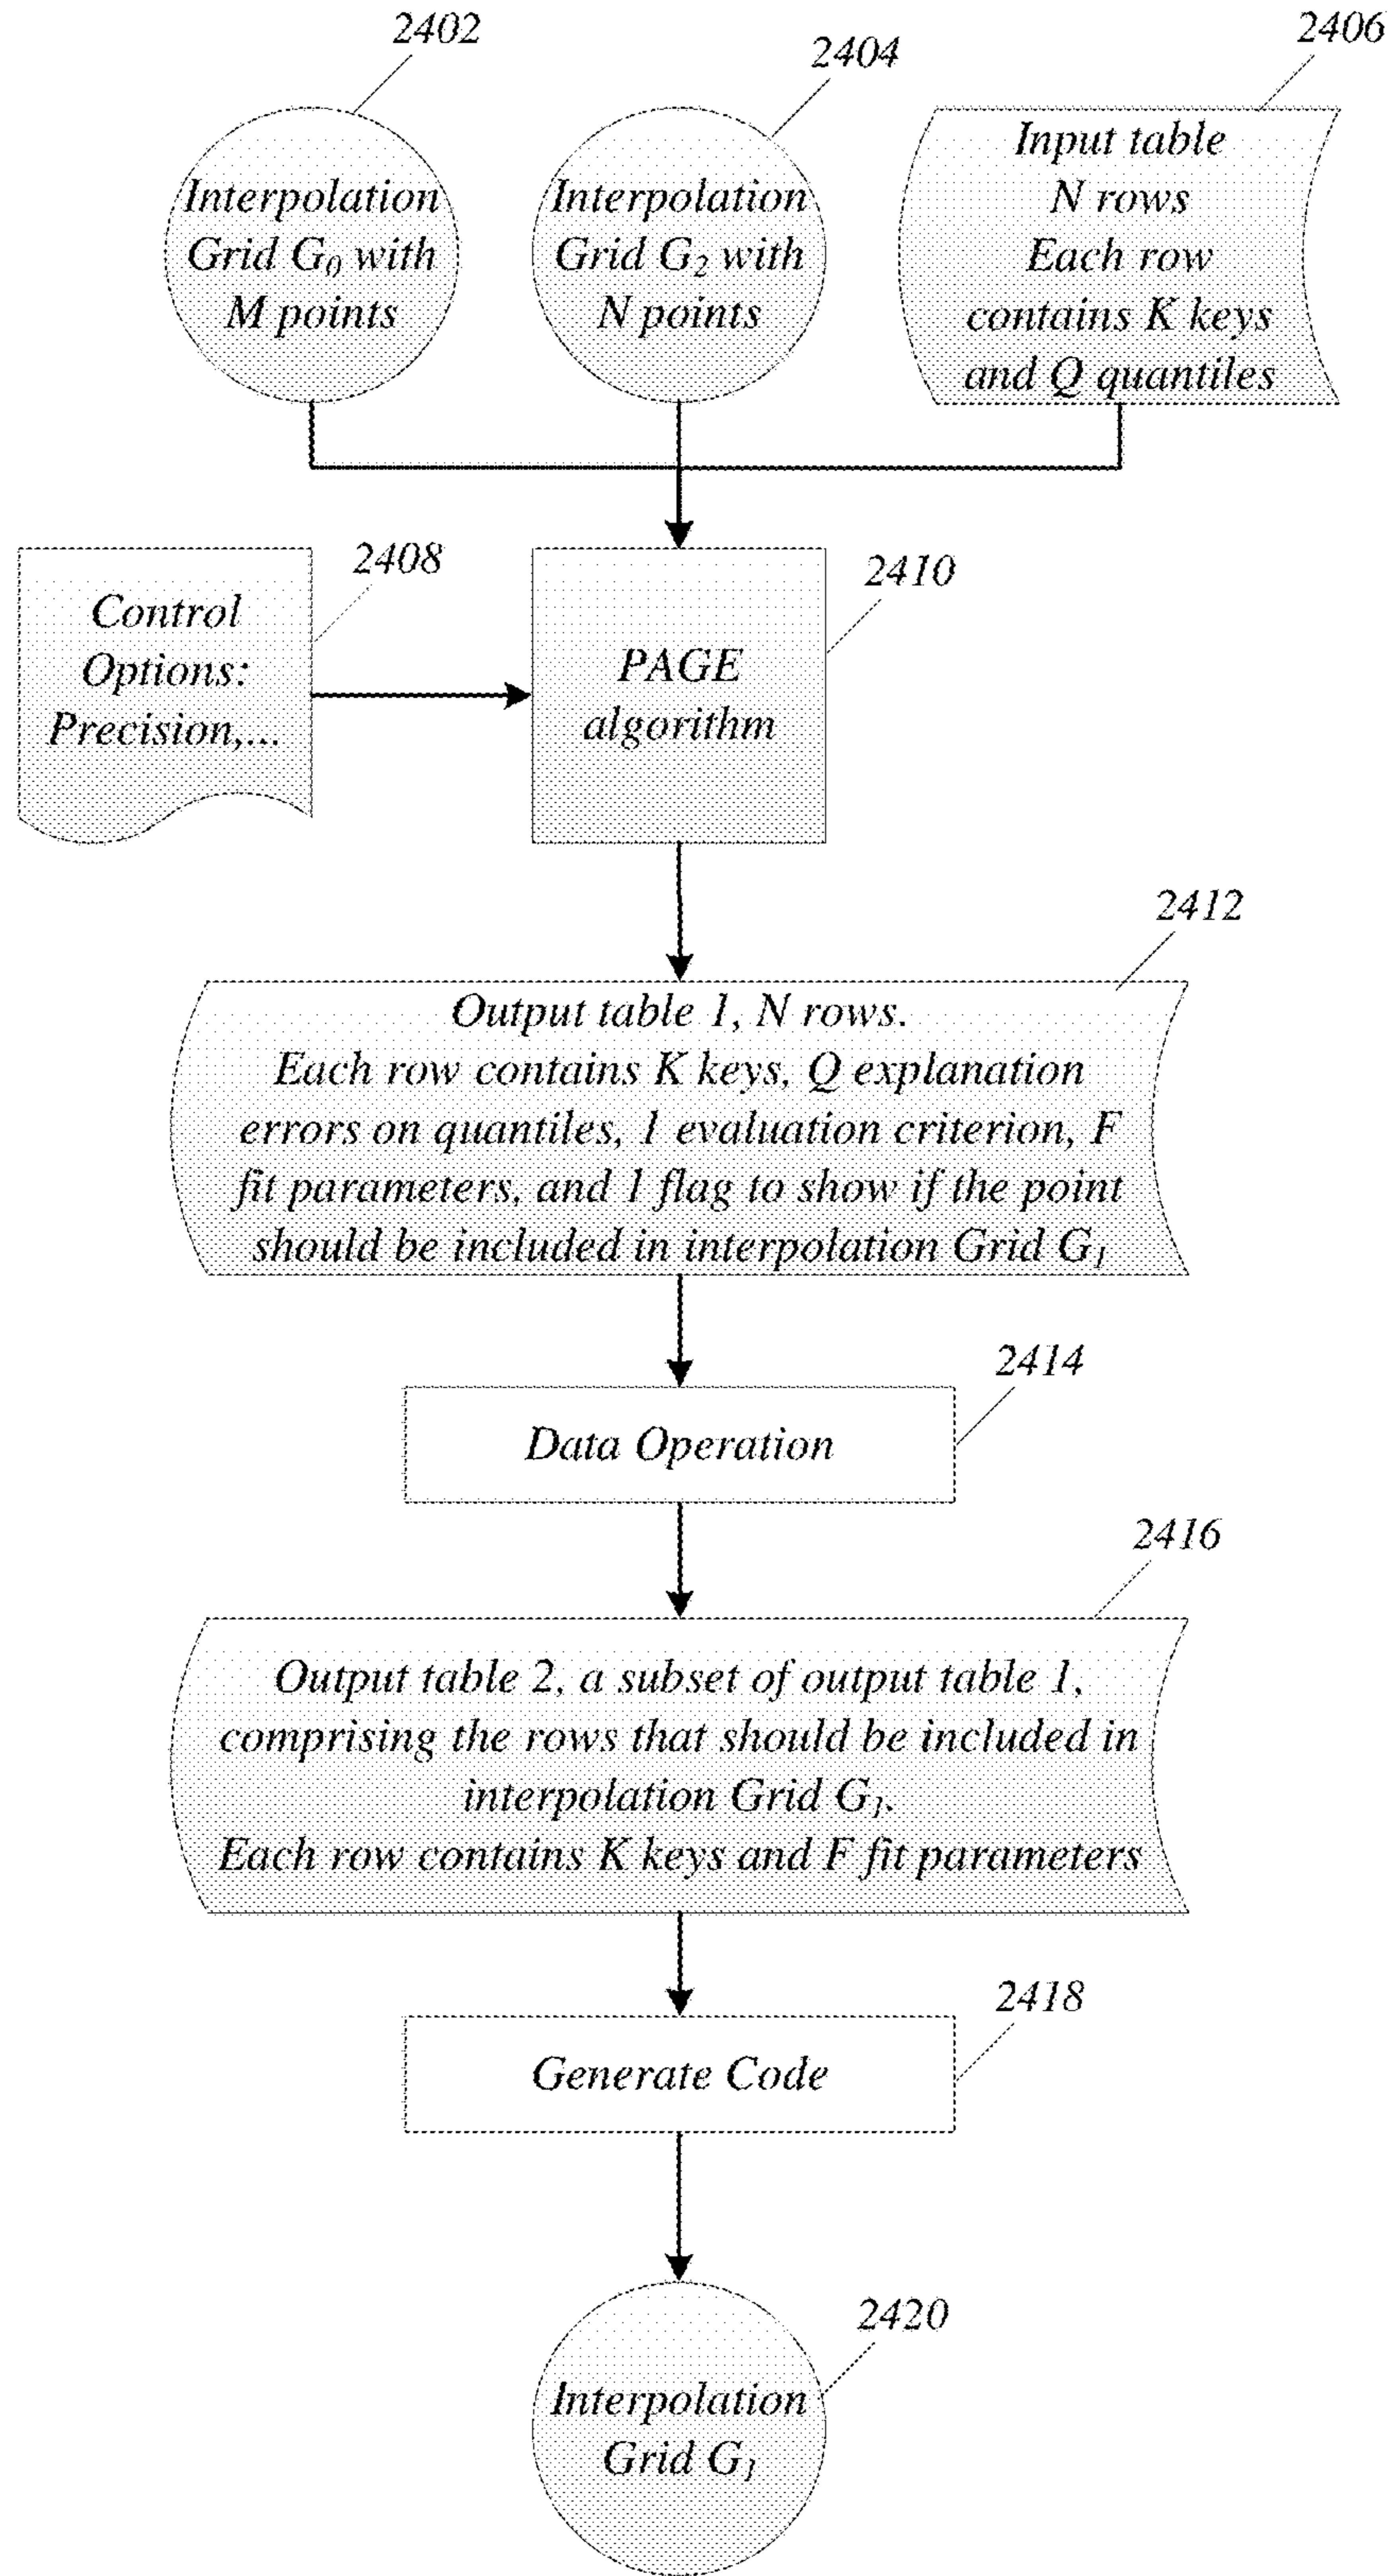 2402
2404
2406
Interpolation
Grid G0 with
M points
Interpolation
Grid G2 with
N points
Input table
N rows
Each row
contains K keys
and Q quantiles
2408
2410
Control
Options:
Precision,...
PAGE
algorithm
2412
Output table 1, N rows.
Each row contains K keys, Q explanation
errors on quantiles, 1 evaluation criterion, F
fit parameters, and 1 flag to show if the point
should be included in interpolation Grid G1
2414
Data Operation
2416
Output table 2, a subset of output table 1,
comprising the rows that should be included in
interpolation Grid G1.
Each row contains K keys and F fit parameters
2418
Generate Code
2420
Interpolation
Grid G1